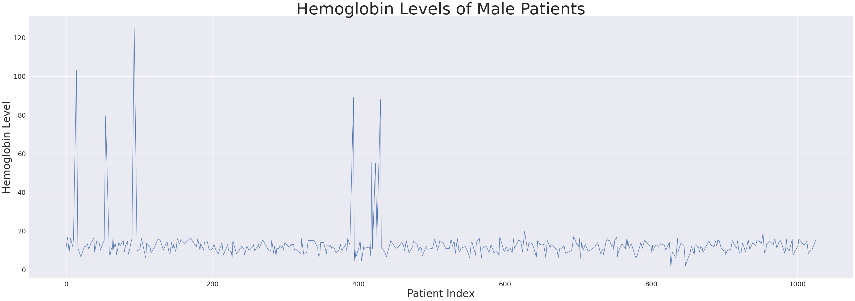 Hemoglobin Levels of Male Patients
120
100
80
60
40
20
0
Hemoglobin Level
0 200 400 600 800 1000
Patient Index